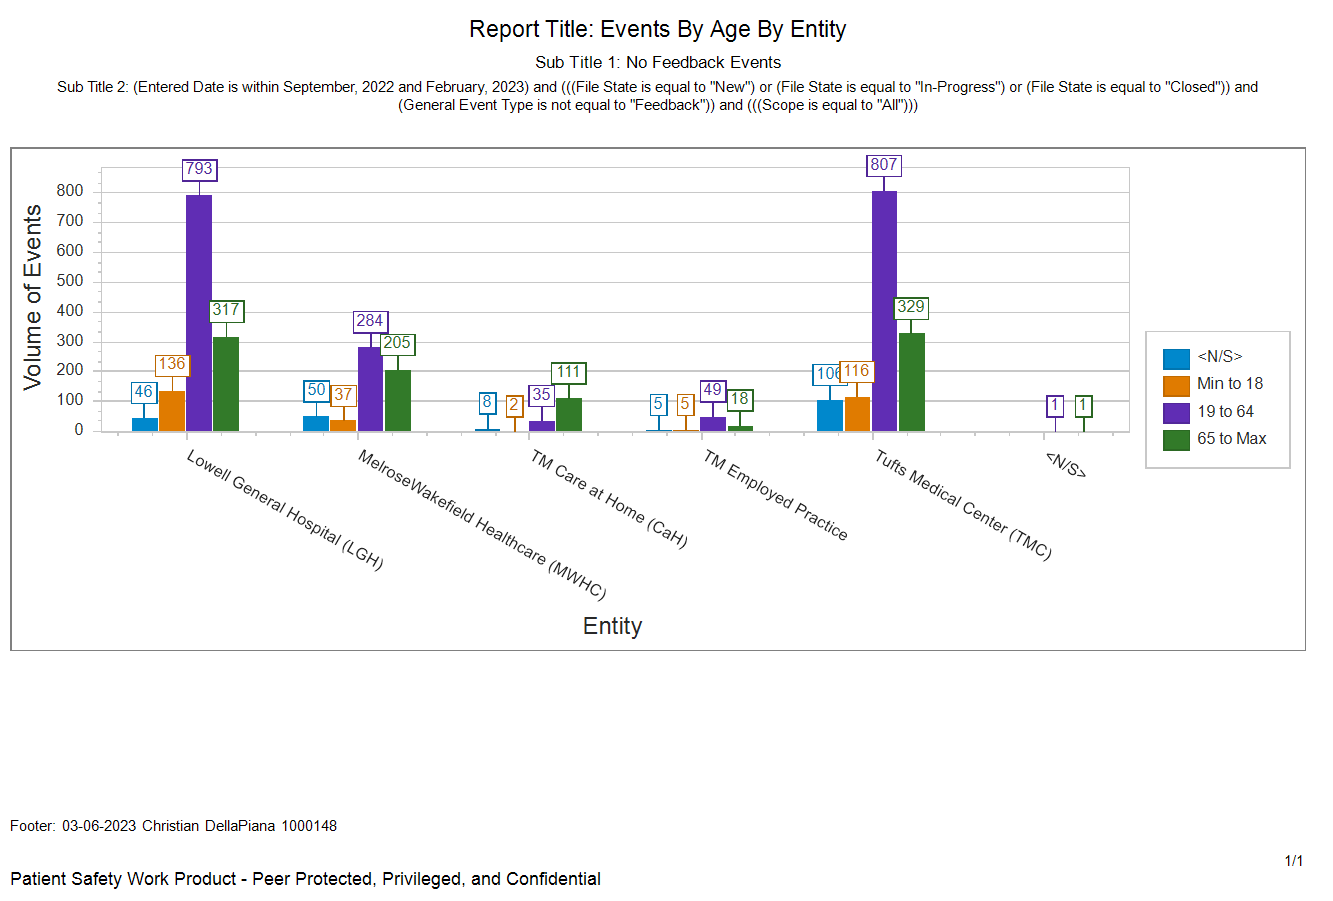 Report Title: Events By Age By Entity
Sub Title 1: No Feedback Events
Sub Title 2: (Entered Date is within September, 2022 and February, 2023) and (((File State is equal to "New") or (File State is equal to "In-Progress") or (File State is equal to "Closed")) and
(General Event Type is not equal to "Feedback")) and (((Scope is equal to "All")))
Volume of Events
800
700
600
500
400
300
200
100
0
46
136
793
317
50
37
284
205
8
2
35
111
5
5
49
18
106
116
807
329
1
1
<N/S>
Min to 18
19 to 64
65 to Max
Lowell General Hospital (LGH)
MelroseWakefield Healthcare (MWHC)
TM Care at Home (CaH)
TM Employed Practice
Tufts Medical Center (TMC)
<N/S>
Entity
Footer: 03-06-2023 Christian DellaPiana 1000148
1/1
Patient Safety Work Product - Peer Protected, Privileged, and Confidential